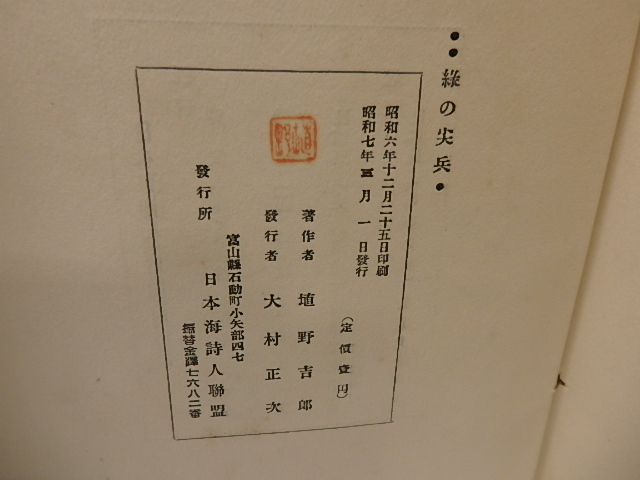 ●●綠の尖兵●
昭和六年十二月二十五日印刷
昭和七年三月一日發行
(定價壹円)
著作者 埴野吉郎
發行者 大村正次
富山縣石動町小矢部四七
發行所 日本海詩人聯盟
振替金澤七六八二番